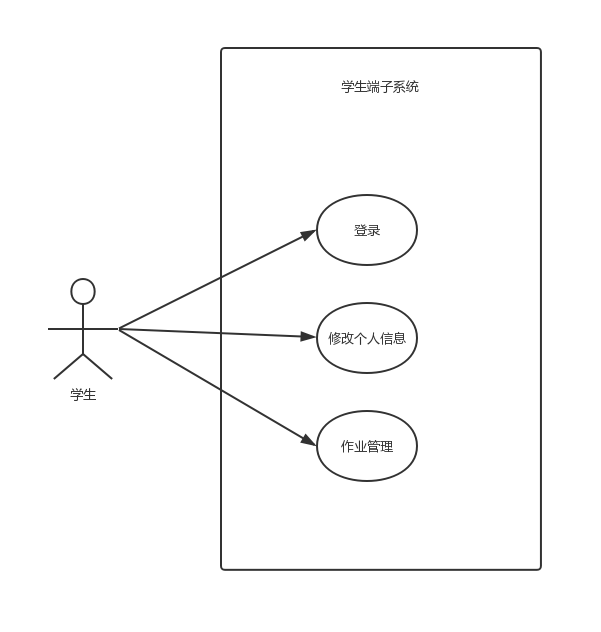 学生端子系统
登录
修改个人信息
作业管理
学生